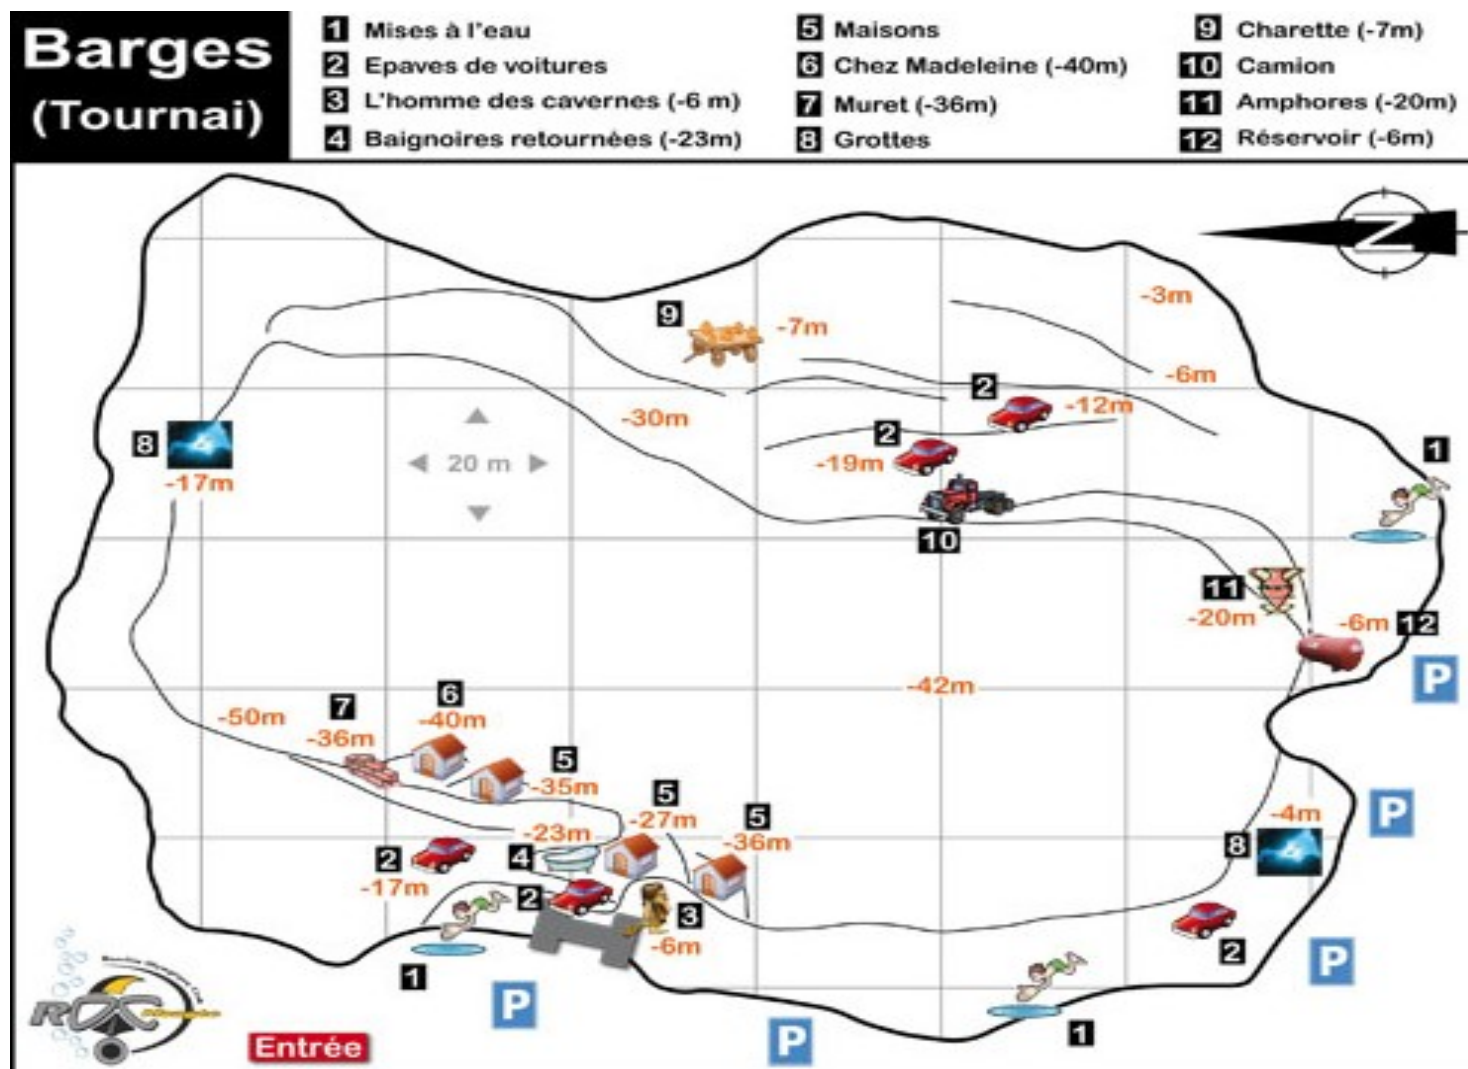 Barges
(Tournai)
1 Mises à l'eau
2 Epaves de voitures
3 L'homme des cavernes (-6 m)
4 Baignoires retournées (-23m)
5 Maisons
6 Chez Madeleine (-40m)
7 Muret (-36m)
8 Grottes
9 Charette (-7m)
10 Camion
11 Amphores (-20m)
12 Réservoir (-6m)
N
-3m
9
-7m
-6m
2
-12m
-30m
2
8
20 m
-19m
1
-17m
10
11
-20m
-6m 12
P
-42m
6
-50m
7
-40m
-36m
5
-35m
5
-27m
5
-36m
-4m
P
-23m
8
2
4
-17m
2
3
-6m
2
1
P
P
P
1
ROC
Entrée